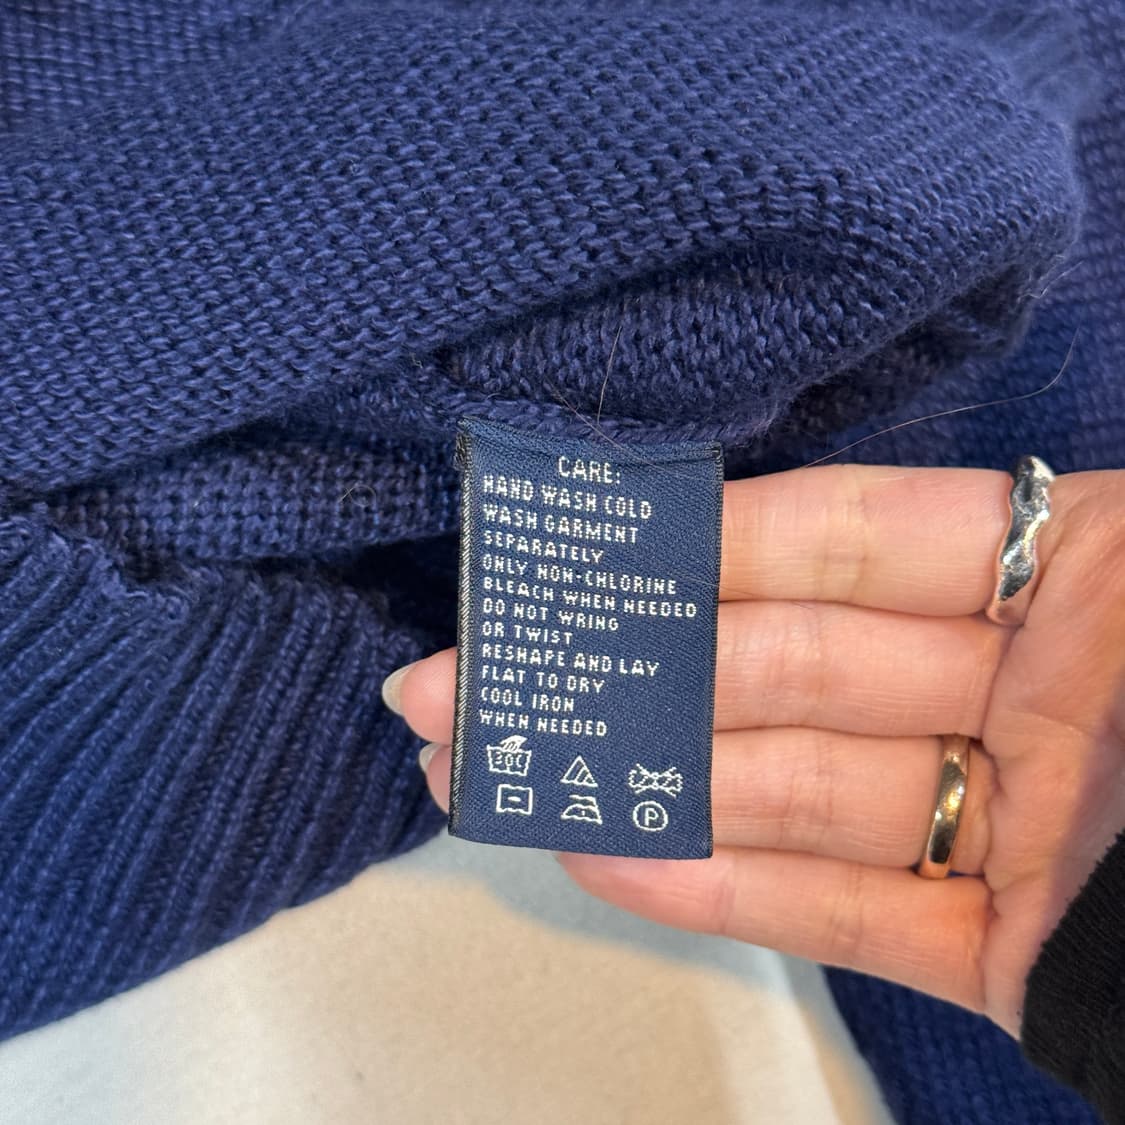 CARE:
HAND WASH COLD
WASH GARMENT
SEPARATELY
ONLY NON-CHLORINE
BLEACH WHEN NEEDED
DO NOT WRING
OR TWIST
RESHAPE AND LAY
FLAT TO DRY
COOL IRON
WHEN NEEDED
30C
P